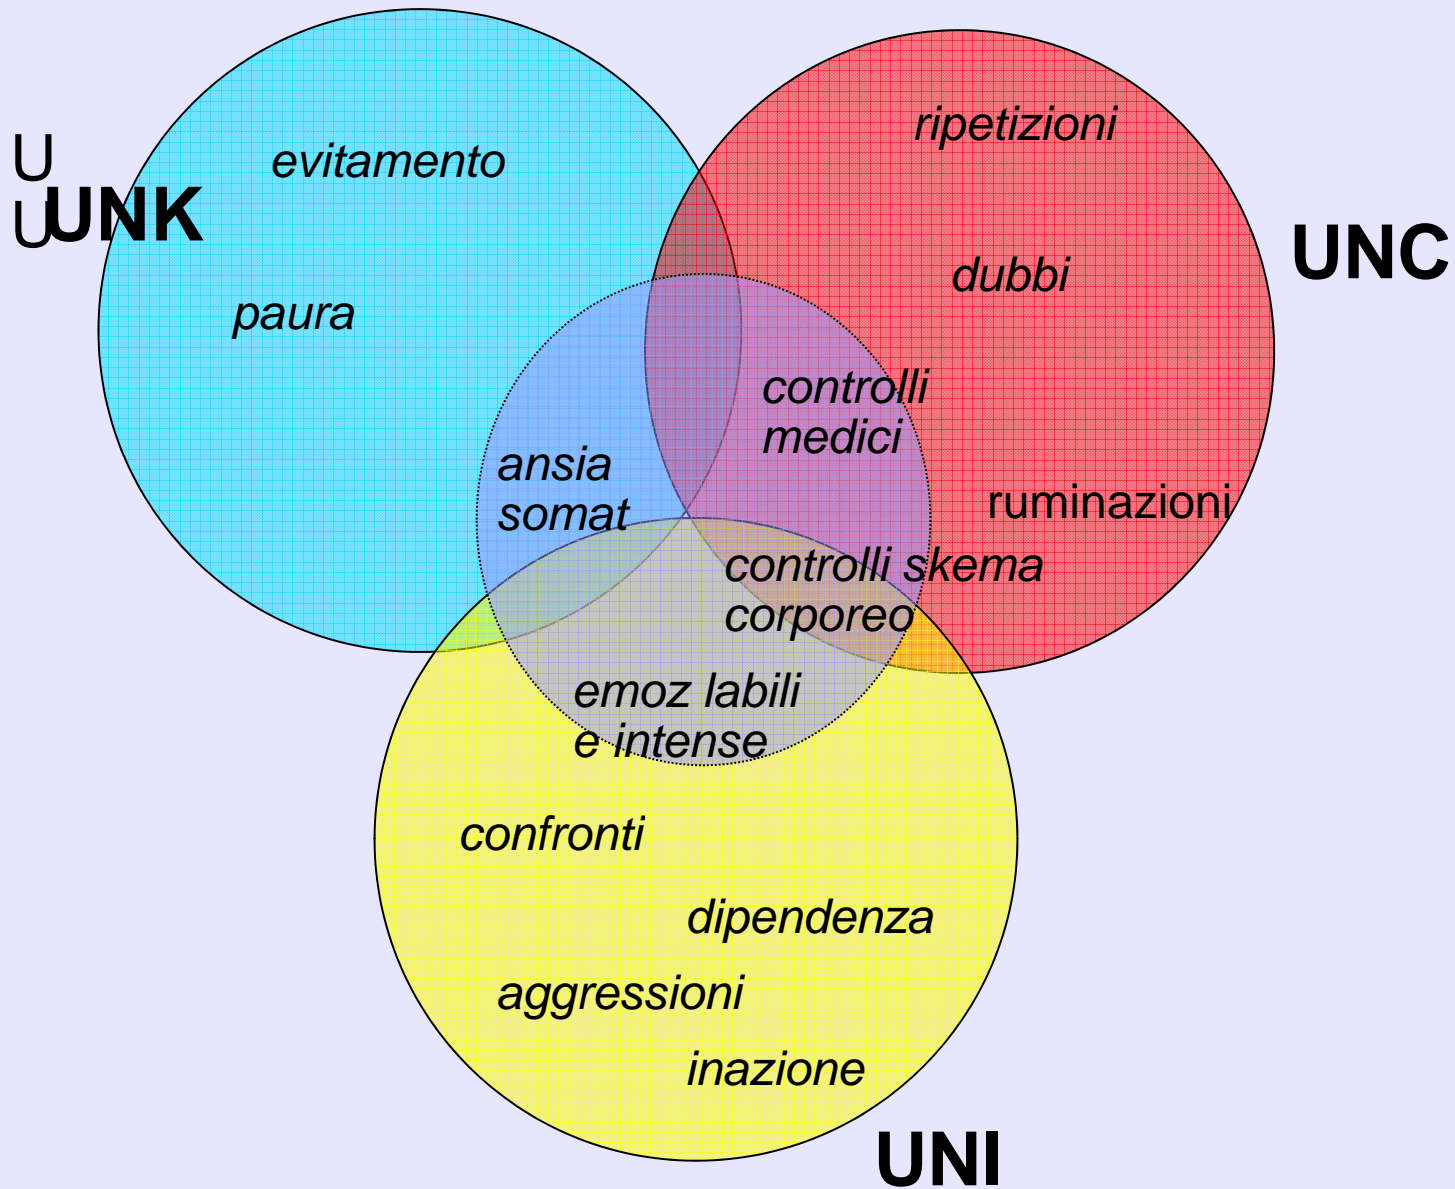 U
U
UNK
evitamento
paura
ripetizioni
UNC
dubbi
controlli
medici
ansia
somat
ruminazioni
controlli skema
corporeo
emoz labili
e intense
confronti
dipendenza
aggressioni
inazione
UNI